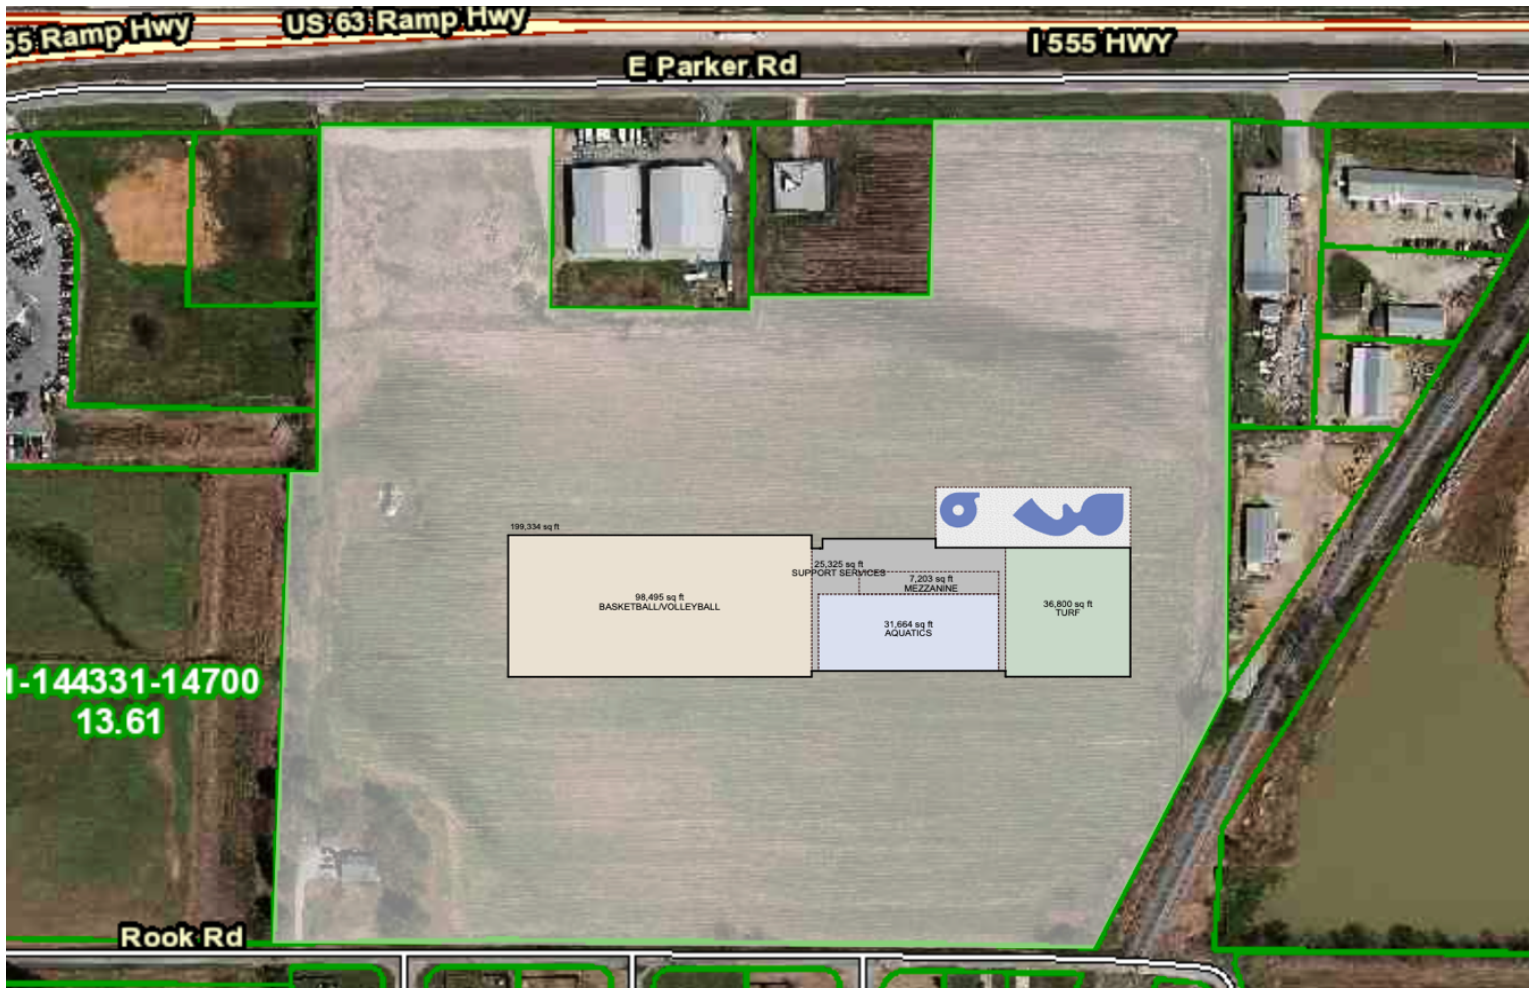 55 Ramp Hwy
US 63 Ramp Hwy
I 555 HWY
E Parker Rd
199,334 sq ft
25,325 sq ft
SUPPORT SERVICES
7,203 sq ft
MEZZANINE
98,495 sq ft
BASKETBALL/VOLLEYBALL
36,800 sq ft
TURF
31,664 sq ft
AQUATICS
1-144331-14700
13.61
Rook Rd